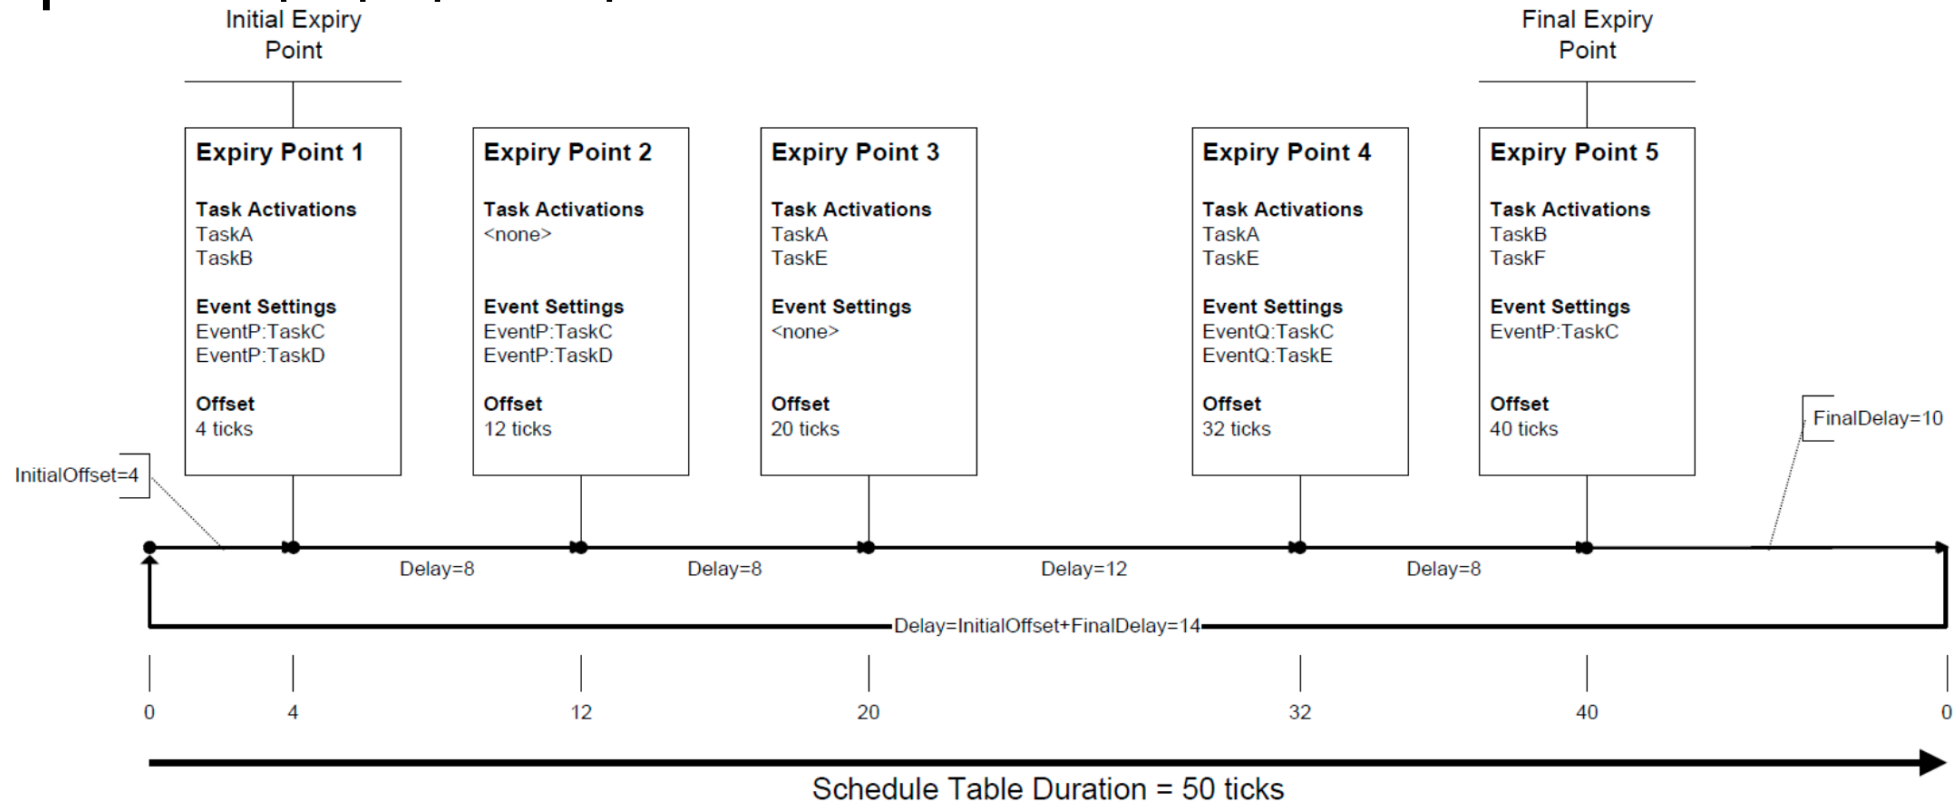 Initial Expiry
Point
Final Expiry
Point
Expiry Point 1
Task Activations
TaskA
TaskB
Event Settings
EventP:TaskC
EventP:TaskD
Offset
4 ticks
Expiry Point 2
Task Activations
<none>
Event Settings
EventP:TaskC
EventP:TaskD
Offset
12 ticks
Expiry Point 3
Task Activations
TaskA
TaskE
Event Settings
<none>
Offset
20 ticks
Expiry Point 4
Task Activations
TaskA
TaskE
Event Settings
EventQ:TaskC
EventQ:TaskE
Offset
32 ticks
Expiry Point 5
Task Activations
TaskB
TaskF
Event Settings
EventP:TaskC
Offset
40 ticks
InitialOffset=4
FinalDelay=10
Delay=8
Delay=8
Delay=12
Delay=8
Delay=InitialOffset+FinalDelay=14
0 4 12 20 32 40 0
Schedule Table Duration = 50 ticks